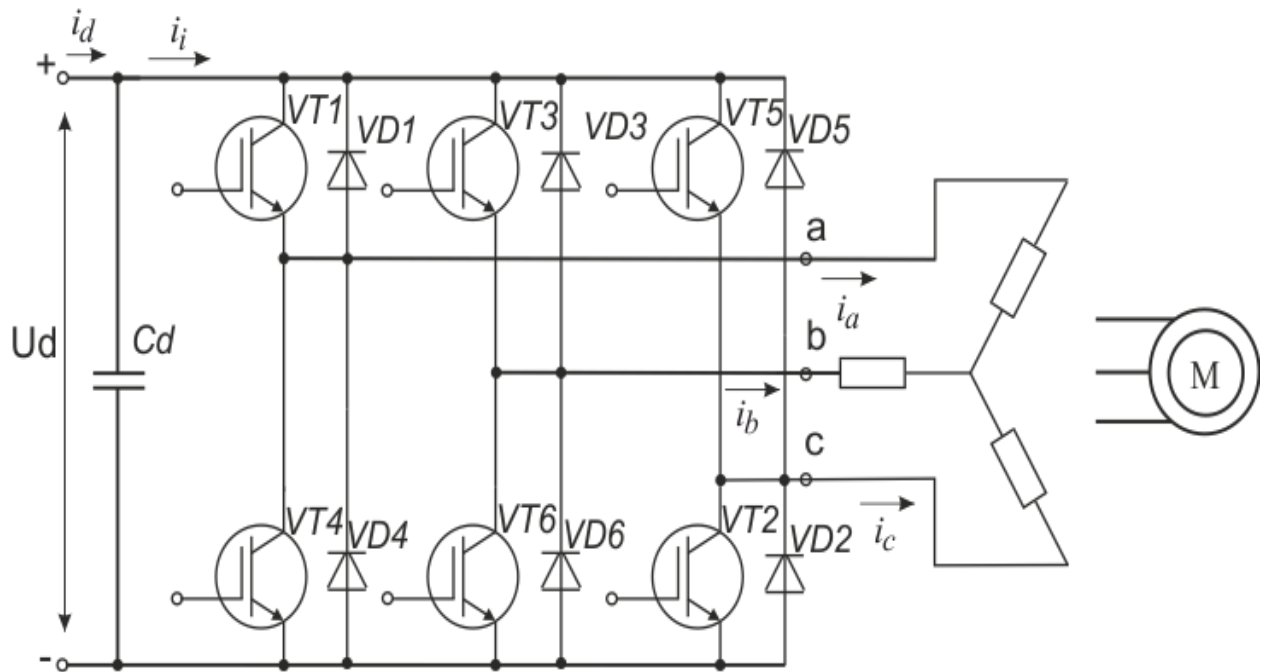 i_d i_i
+
VT1 VD1 VT3 VD3 VT5 VD5
a
i_a
Ud Cd
b
i_b
M
c
i_c
VT4 VD4 VT6 VD6 VT2 VD2
-